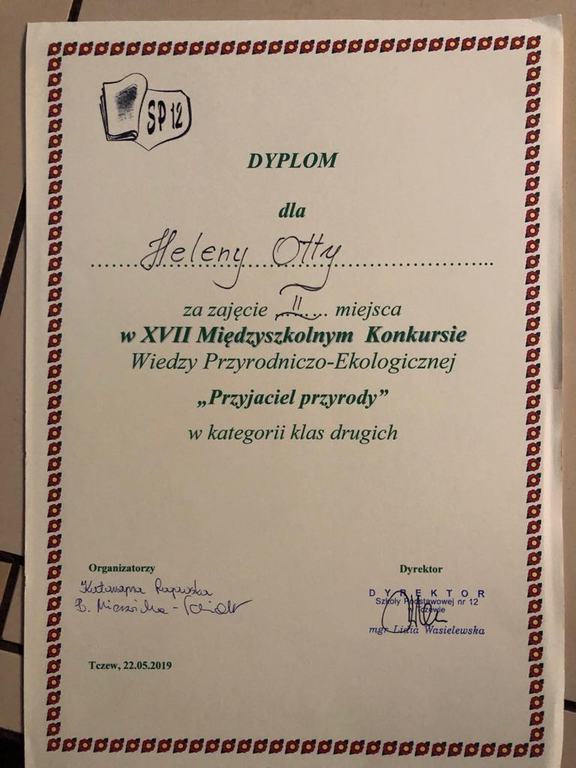 SP 12
DYPLOM
dla
Heleny Otty
za zajęcie II miejsca
w XVII Międzyszkolnym Konkursie
Wiedzy Przyrodniczo-Ekologicznej
„Przyjaciel przyrody”
w kategorii klas drugich
Organizatorzy
Dyrektor
Katarzyna
B.
DYREKTOR
Szkoły Podstawowej nr 12
mgr Lidia Wasielewska
Tczew, 22.05.2019